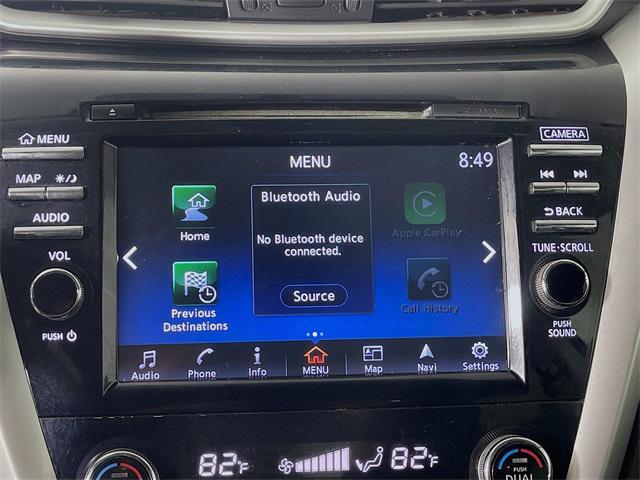 MENU
CAMERA
MENU
8:49
MAP
Bluetooth Audio
BACK
AUDIO
Home
No Bluetooth device
connected.
Apple CarPlay
VOL
TUNE·SCROLL
Previous
Destinations
Source
Call History
PUSH
PUSH
SOUND
Audio
Phone
Info
MENU
Map
Navi
Settings
82°F
82°F
PUSH
DUAL